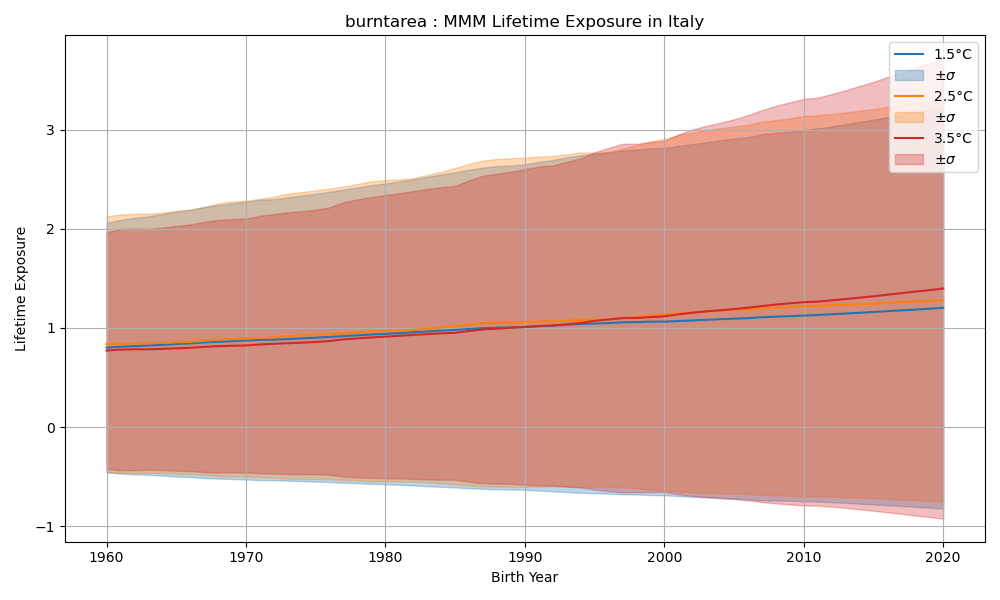 burntarea : MMM Lifetime Exposure in Italy
Lifetime Exposure
3
2
1
0
−1
1960 1970 1980 1990 2000 2010 2020
Birth Year
1.5°C
±σ
2.5°C
±σ
3.5°C
±σ